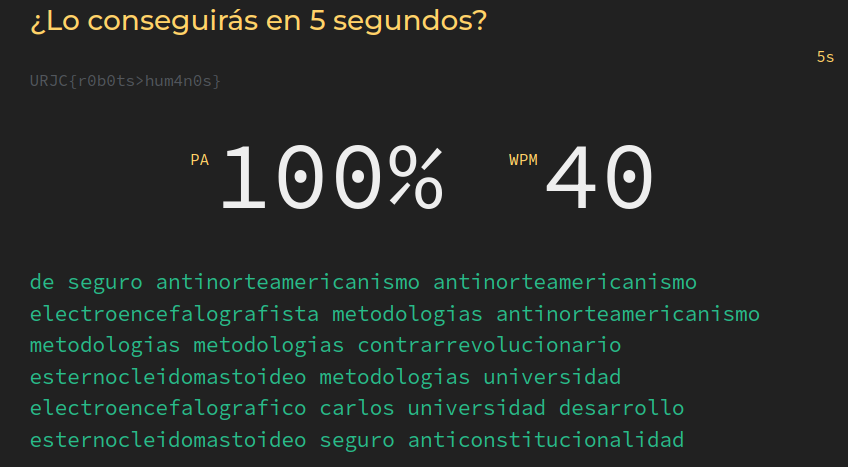 ¿Lo conseguirás en 5 segundos?
5s
URJC{r0b0ts>hum4n0s}
PA 100% WPM 40
de seguro antinorteamericanismo antinorteamericanismo
electroencefalografista metodologias antinorteamericanismo
metodologias metodologias contrarrevolucionario
esternocleidomastoideo metodologias universidad
electroencefalografico carlos universidad desarrollo
esternocleidomastoideo seguro anticonstitucionalidad